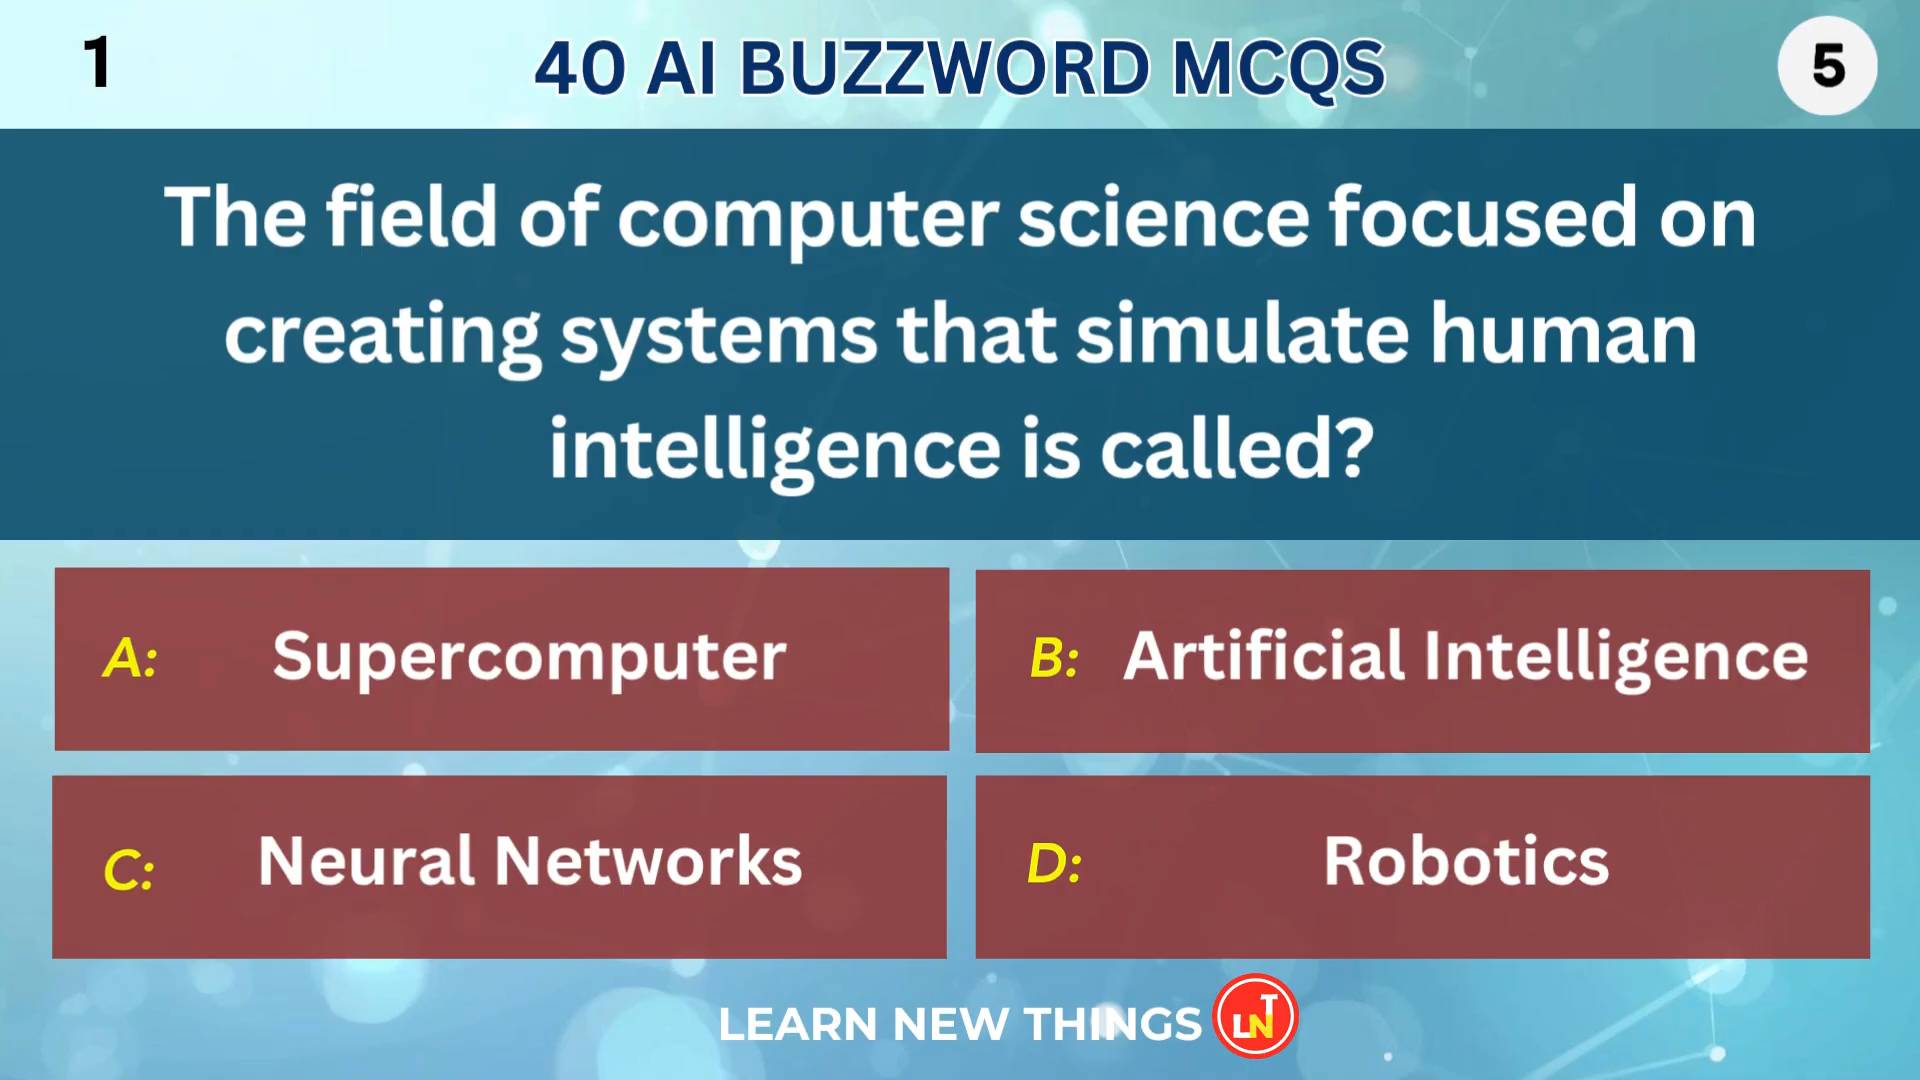 1
40 AI BUZZWORD MCQS
5
The field of computer science focused on
creating systems that simulate human
intelligence is called?
A: Supercomputer
B: Artificial Intelligence
C: Neural Networks
D: Robotics
LEARN NEW THINGS
LNT